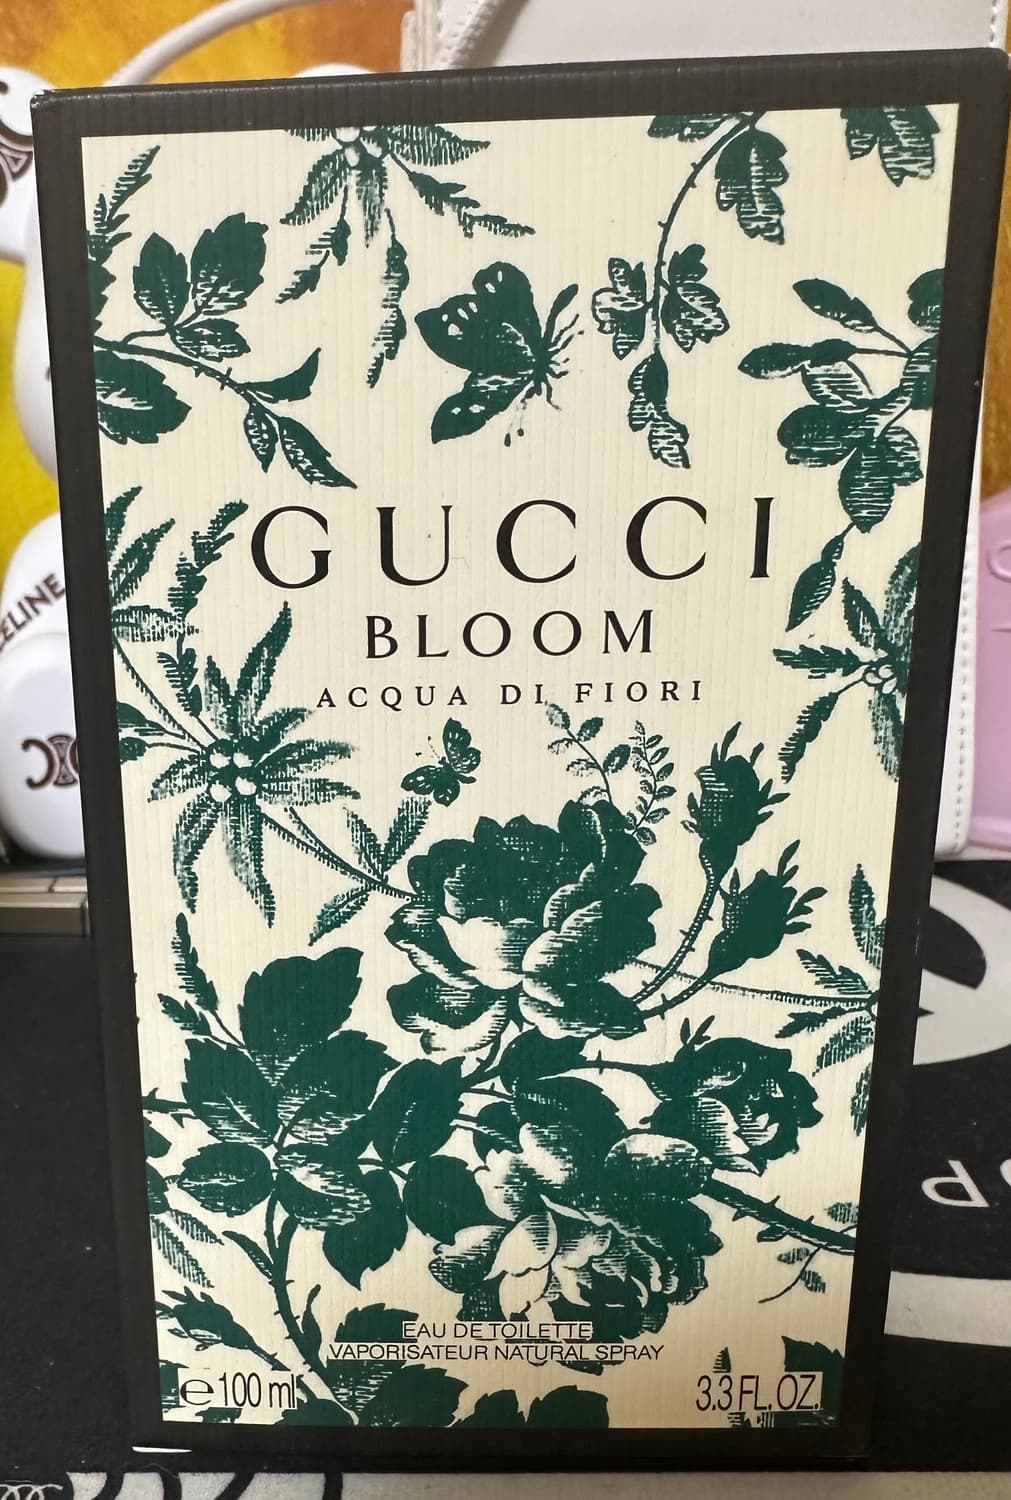 GUCCI
BLOOM
ACQUA DI FIORI
EAU DE TOILETTE
VAPORISATEUR NATURAL SPRAY
℮ 100 ml
3.3 FL. OZ.